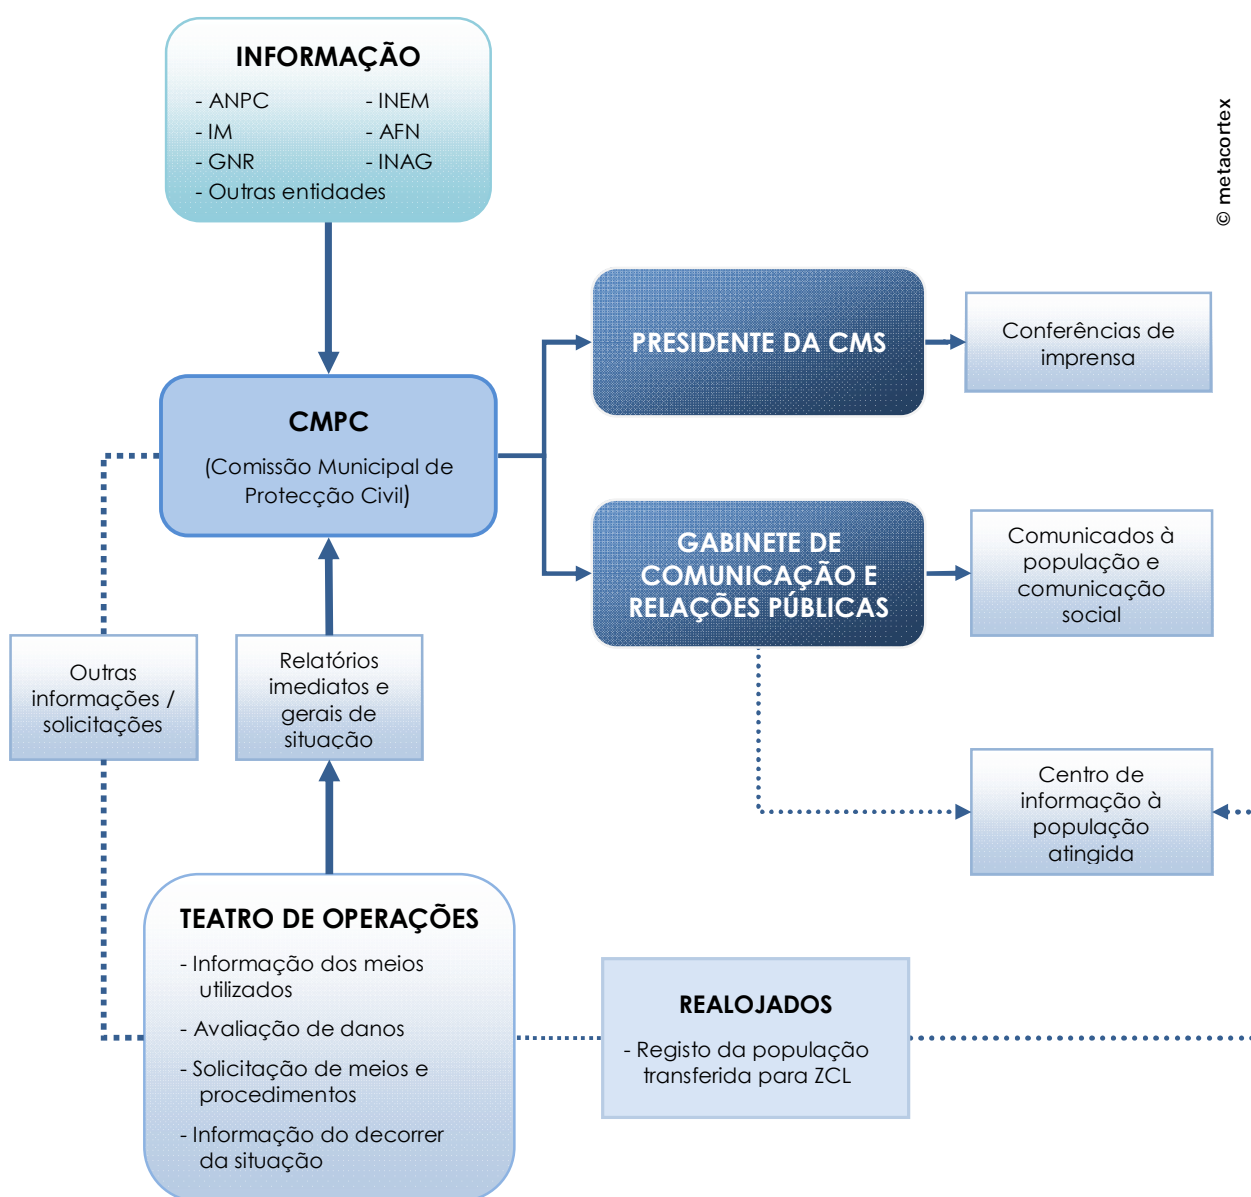 INFORMAÇÃO
- ANPC
- INEM
- IM
- AFN
- GNR
- INAG
- Outras entidades
© metacortex
PRESIDENTE DA CMS
Conferências de
imprensa
CMPC
(Comissão Municipal de
Protecção Civil)
GABINETE DE
COMUNICAÇÃO E
RELAÇÕES PÚBLICAS
Comunicados à
população e
comunicação
social
Outras
informações /
solicitações
Relatórios
imediatos e
gerais de
situação
Centro de
informação à
população
atingida
TEATRO DE OPERAÇÕES
- Informação dos meios
utilizados
- Avaliação de danos
- Solicitação de meios e
procedimentos
- Informação do decorrer
da situação
REALOJADOS
- Registo da população
transferida para ZCL